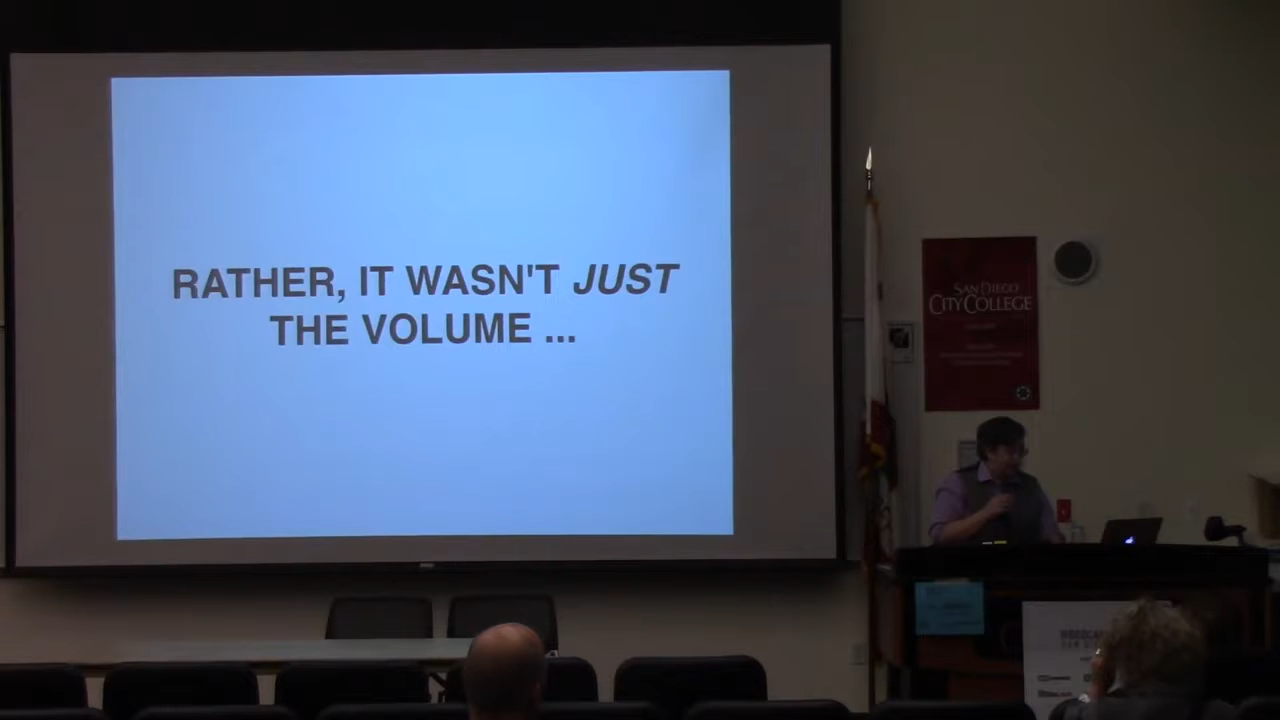 RATHER, IT WASN'T JUST
THE VOLUME ...
SAN DIEGO
CITY COLLEGE